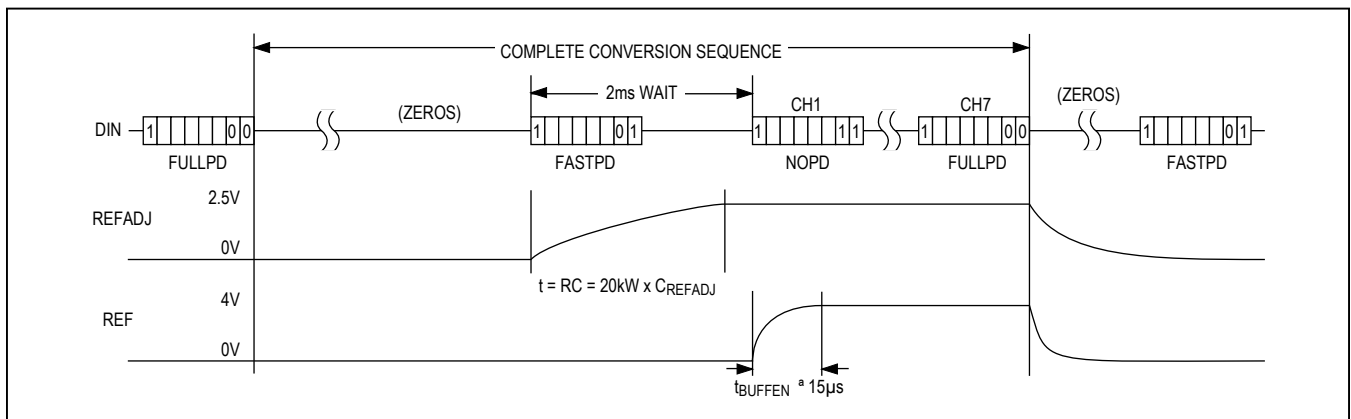 COMPLETE CONVERSION SEQUENCE
2ms WAIT
(ZEROS)
CH1
CH7
(ZEROS)
DIN
1 0 0
1 0 1
1 1 1
1 0 0
1 0 1
FULLPD
FASTPD
NOPD
FULLPD
FASTPD
2.5V
REFADJ
0V
t = RC = 20kW x CREFADJ
4V
REF
0V
tBUFFEN ª 15µs